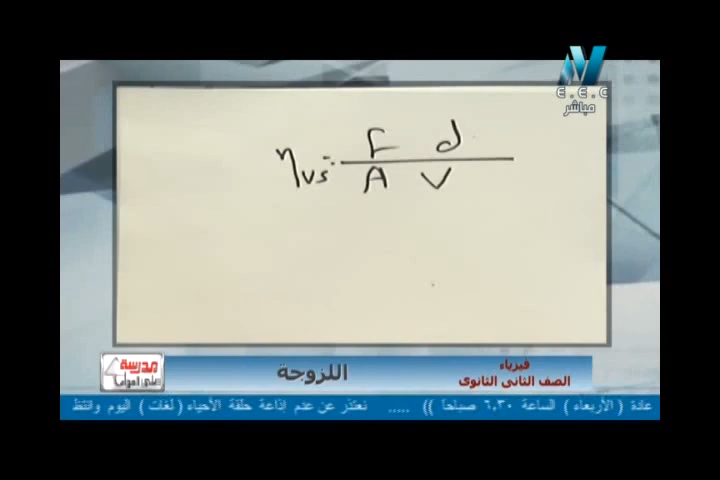 E.E.C
مباشر
F d
ηvs =
A V
مدرسة
على الهواء
اللزوجة
فيزياء
الصف الثانى الثانوى
عادة ( الأربعاء ) الساعة ٦,٣٠ صباحاً )) ..... نعتذر عن عدم إذاعة حلقة الأحياء ( لغات ) اليوم وانتظ